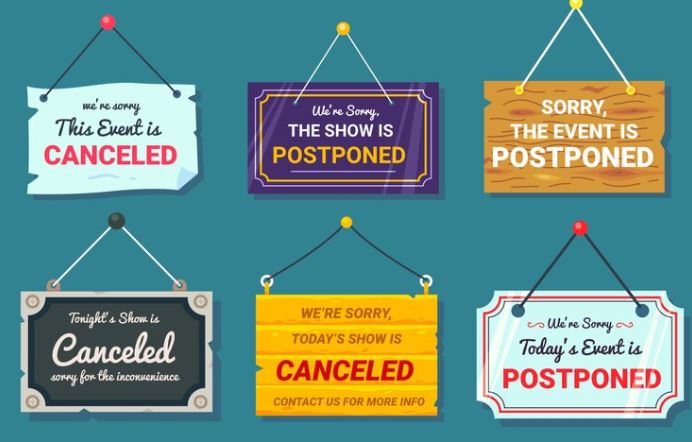 we're sorry
This Event is
CANCELED
We're Sorry,
THE SHOW IS
POSTPONED
SORRY,
THE EVENT IS
POSTPONED
Tonight's Show is
Canceled
sorry for the inconvenience
WE'RE SORRY,
TODAY'S SHOW IS
CANCELED
CONTACT US FOR MORE INFO
We're Sorry
Today's Event is
POSTPONED